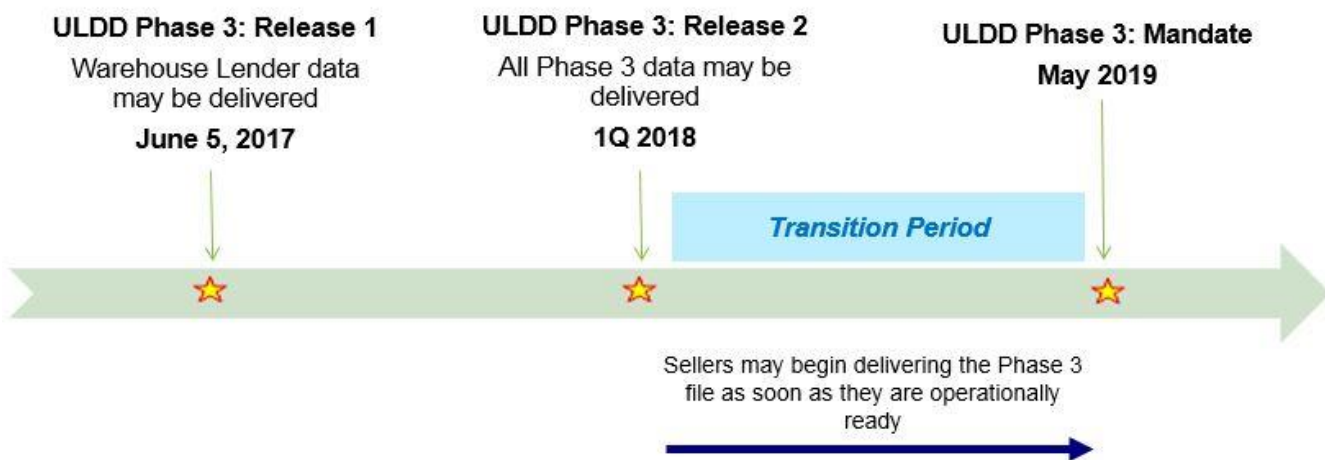 ULDD Phase 3: Release 1
Warehouse Lender data
may be delivered
June 5, 2017
ULDD Phase 3: Release 2
All Phase 3 data may be
delivered
1Q 2018
ULDD Phase 3: Mandate
May 2019
Transition Period
Sellers may begin delivering the Phase 3
file as soon as they are operationally
ready